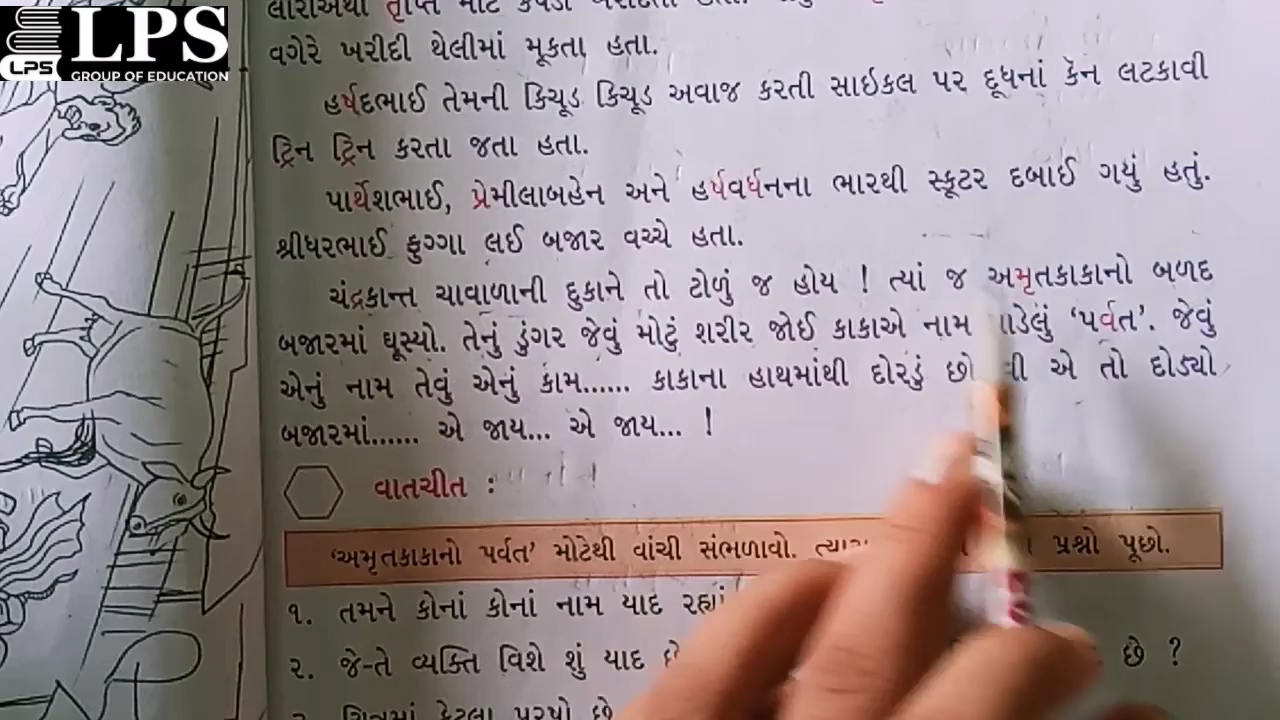 LPS
LPS
GROUP OF EDUCATION
વગેરે ખરીદી થેલીમાં મૂકતા હતા.
હર્ષદભાઈ તેમની કિચૂડ કિચૂડ અવાજ કરતી સાઇકલ પર દૂધનાં કેન લટકાવી
ટ્રિન ટ્રિન કરતા જતા હતા.
પાર્થેશભાઈ, પ્રેમીલાબહેન અને હર્ષવર્ધનના ભારથી સ્કૂટર દબાઈ ગયું હતું.
શ્રીધરભાઈ ફુગ્ગા લઈ બજાર વચ્ચે હતા.
ચંદ્રકાન્ત ચાવાળાની દુકાને તો ટોળું જ હોય ! ત્યાં જ અમૃતકાકાનો બળદ
બજારમાં ઘૂસ્યો. તેનું ડુંગર જેવું મોટું શરીર જોઈ કાકાએ નામ પાડેલું ‘પર્વત’. જેવું
એનું નામ તેવું એનું કામ...... કાકાના હાથમાંથી દોરડું એ તો દોડ્યો
બજારમાં...... એ જાય... એ જાય... !
વાતચીત :
‘અમૃતકાકાનો પર્વત’ મોટેથી વાંચી સંભળાવો. પ્રશ્નો પૂછો.
૧. તમને કોનાં કોનાં નામ યાદ રહ્યાં
૨. જે-તે વ્યક્તિ વિશે શું યાદ છે ?